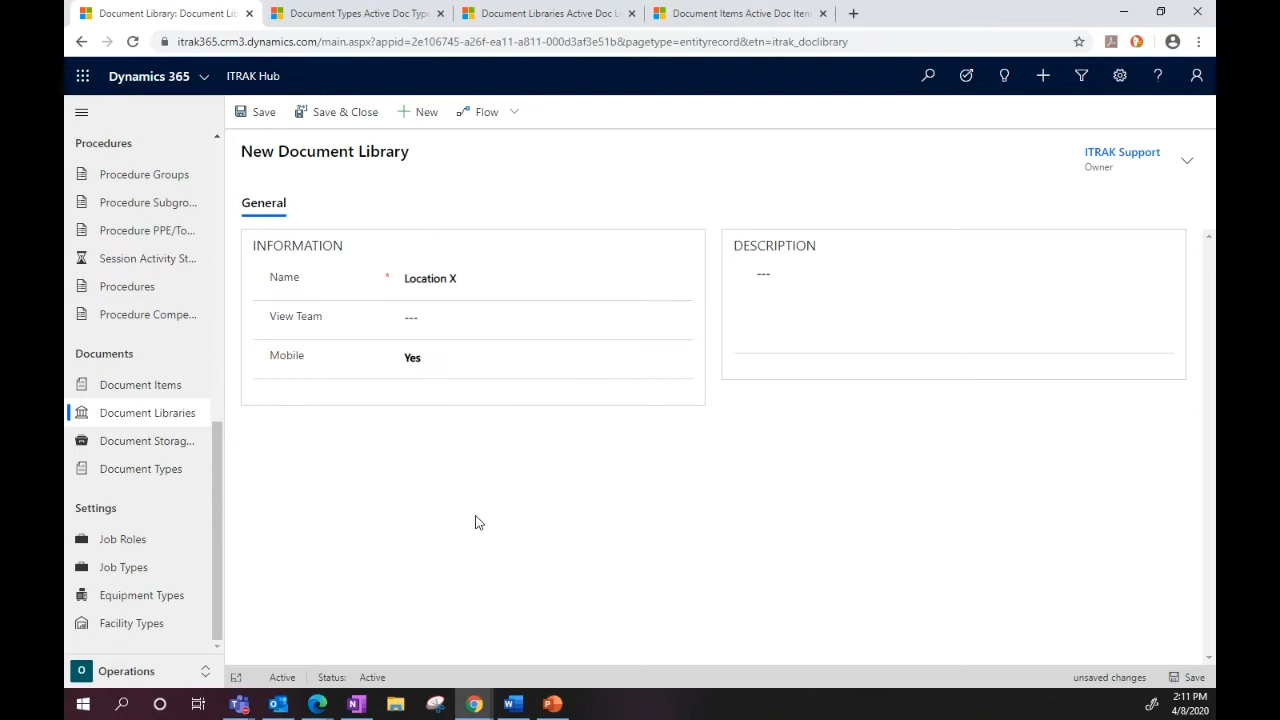 Document Library: Document Lib
Document Types Active Doc Type
Document Libraries Active Doc L
Document Items Active Doc Item
itrak365.crm3.dynamics.com/main.aspx?appid=2e106745-a26f-ea11-a811-000d3af3e51b&pagetype=entityrecord&etn=itrak_doclibrary
Dynamics 365
ITRAK Hub
Save
Save & Close
New
Flow
Procedures
Procedure Groups
Procedure Subgro...
Procedure PPE/To...
Session Activity St...
Procedures
Procedure Compe...
Documents
Document Items
Document Libraries
Document Storag...
Document Types
Settings
Job Roles
Job Types
Equipment Types
Facility Types
O Operations
New Document Library
ITRAK Support
Owner
General
INFORMATION
Name * Location X
View Team ---
Mobile Yes
DESCRIPTION
---
Active Status: Active
unsaved changes Save
2:11 PM
4/8/2020